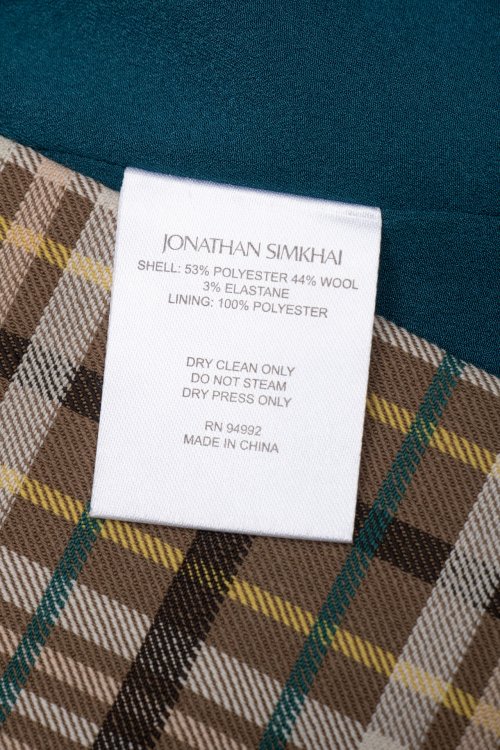 JONATHAN SIMKHAI
SHELL: 53% POLYESTER 44% WOOL
3% ELASTANE
LINING: 100% POLYESTER
DRY CLEAN ONLY
DO NOT STEAM
DRY PRESS ONLY
RN 94992
MADE IN CHINA